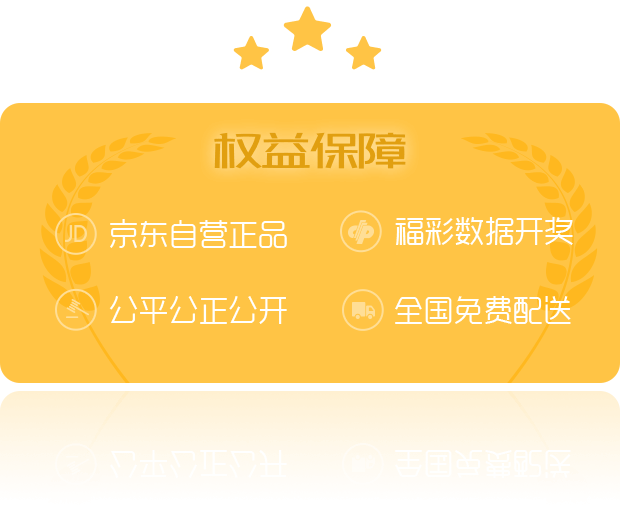 权益保障
JD 京东自营正品
福彩数据开奖
公平公正公开
全国免费配送